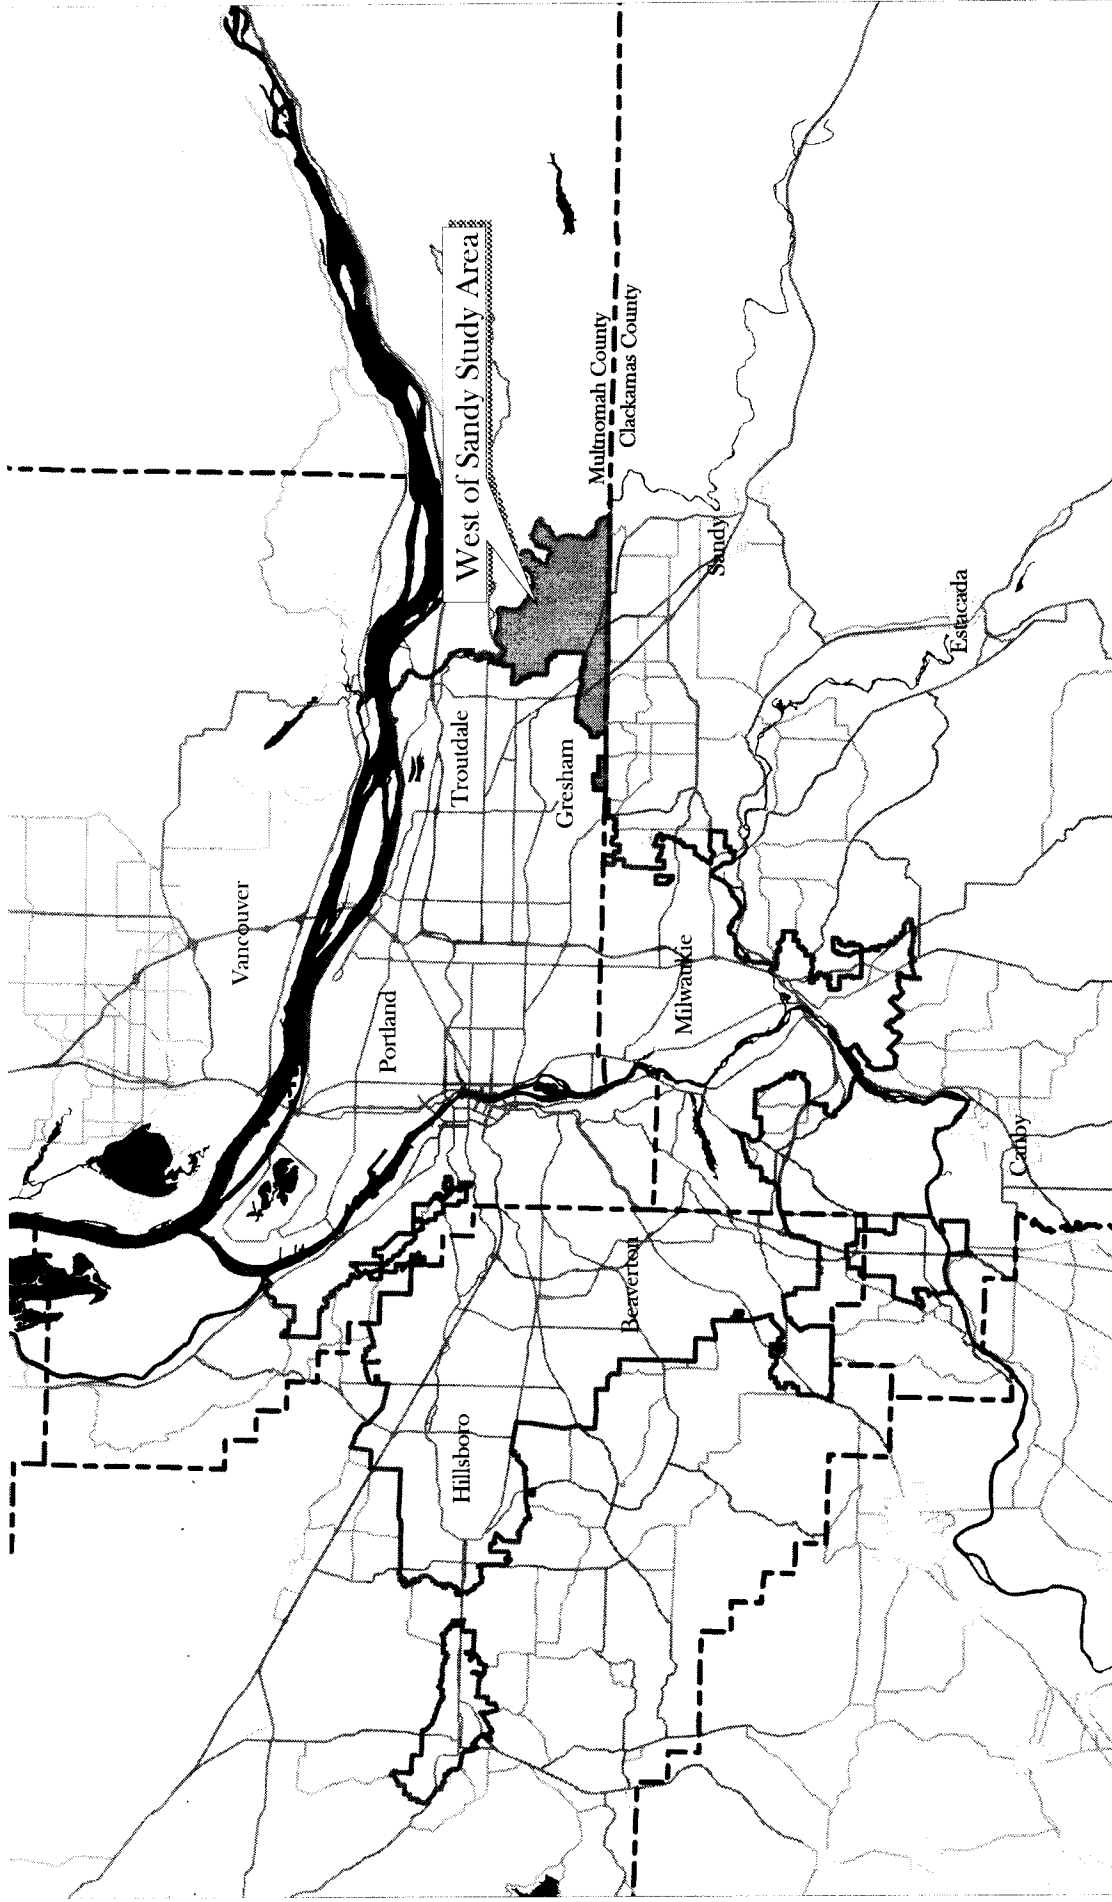 West of Sandy Study Area
Multnomah County
Clackamas County
Vancouver
Portland
Troutdale
Gresham
Sandy
Estacada
Milwaukie
Hillsboro
Beaverton
Canby